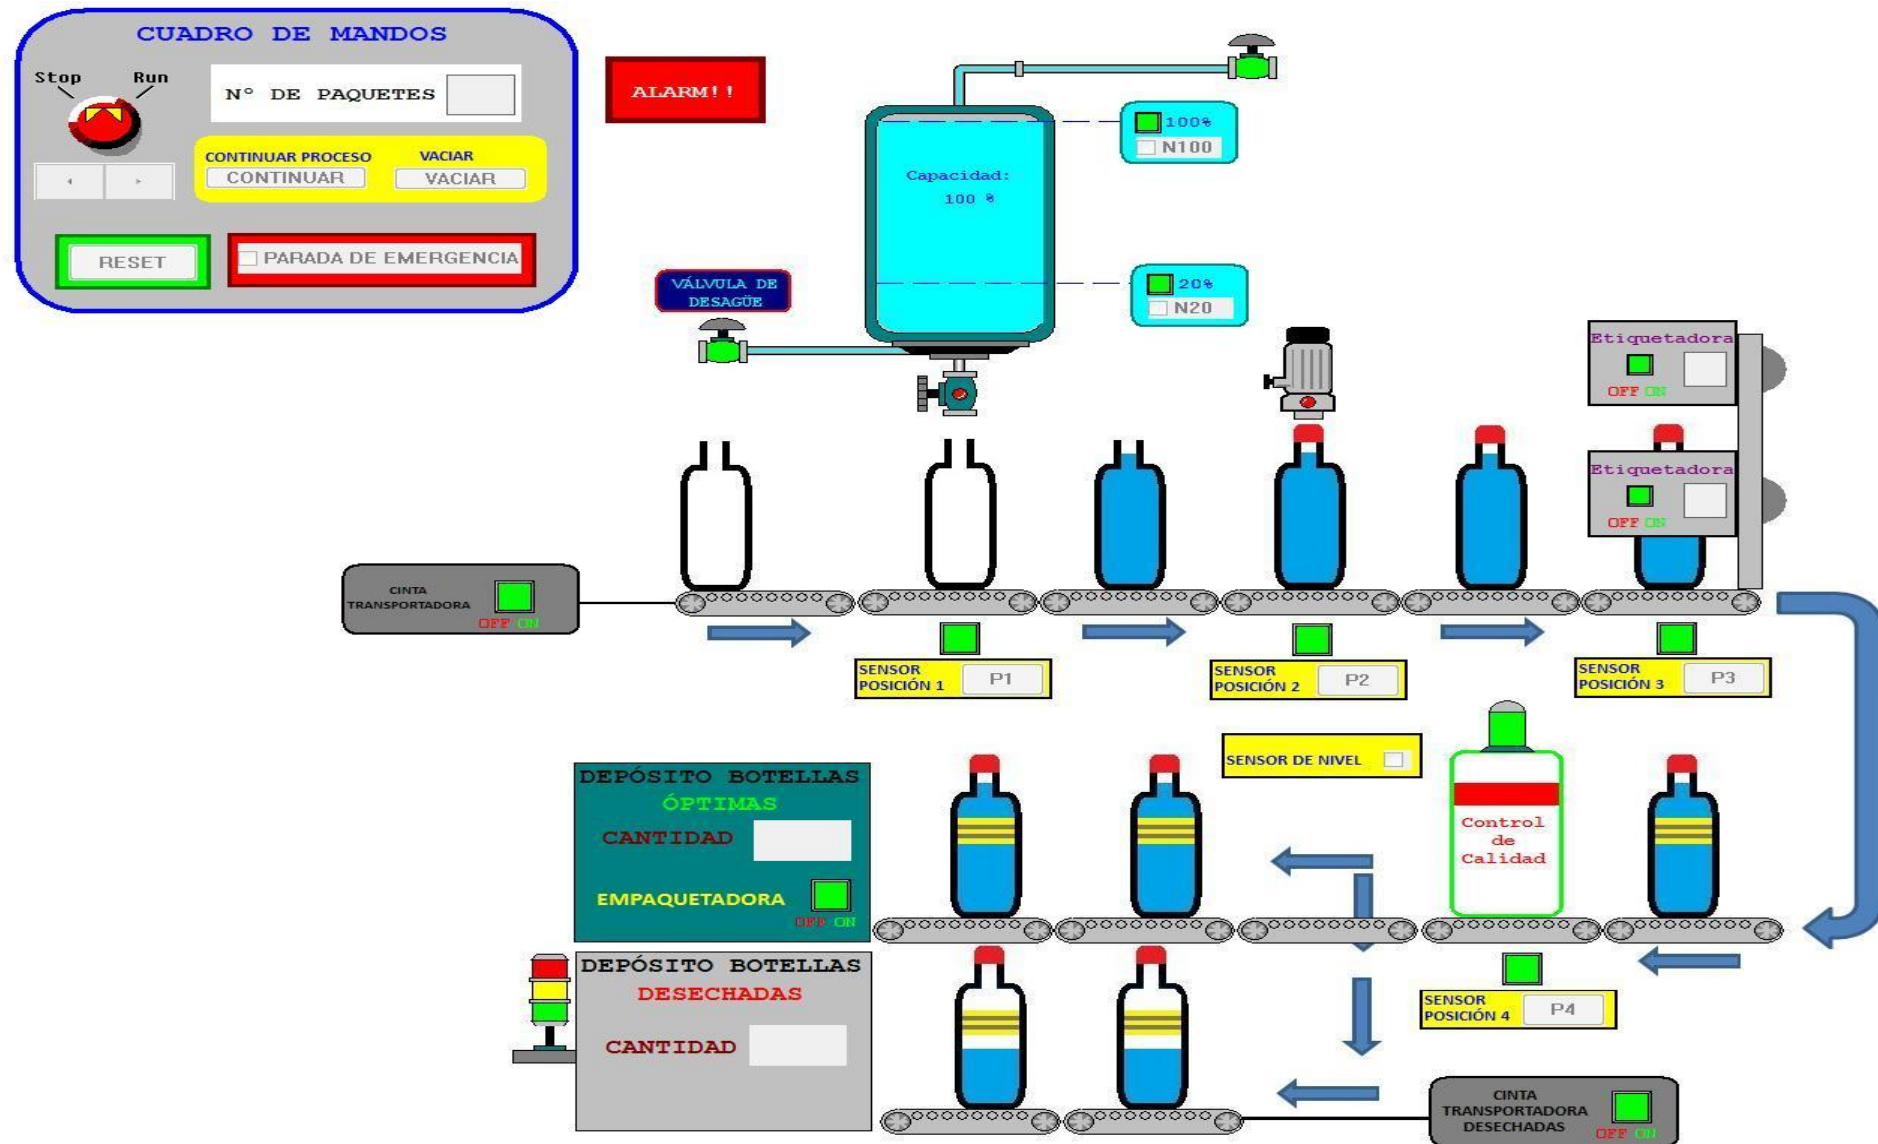 CUADRO DE MANDOS
Stop
Run
Nº DE PAQUETES
CONTINUAR PROCESO
VACIAR
CONTINUAR
VACIAR
RESET
PARADA DE EMERGENCIA
ALARM!!
100%
N100
Capacidad:
100 %
20%
N20
VÁLVULA DE
DESAGÜE
Etiquetadora
OFF ON
Etiquetadora
OFF ON
CINTA
TRANSPORTADORA
OFF ON
SENSOR
POSICIÓN 1
P1
SENSOR
POSICIÓN 2
P2
SENSOR
POSICIÓN 3
P3
SENSOR DE NIVEL
DEPÓSITO BOTELLAS
ÓPTIMAS
CANTIDAD
EMPAQUETADORA
OFF ON
Control
de
Calidad
DEPÓSITO BOTELLAS
DESECHADAS
CANTIDAD
SENSOR
POSICIÓN 4
P4
CINTA
TRANSPORTADORA
DESECHADAS
OFF ON